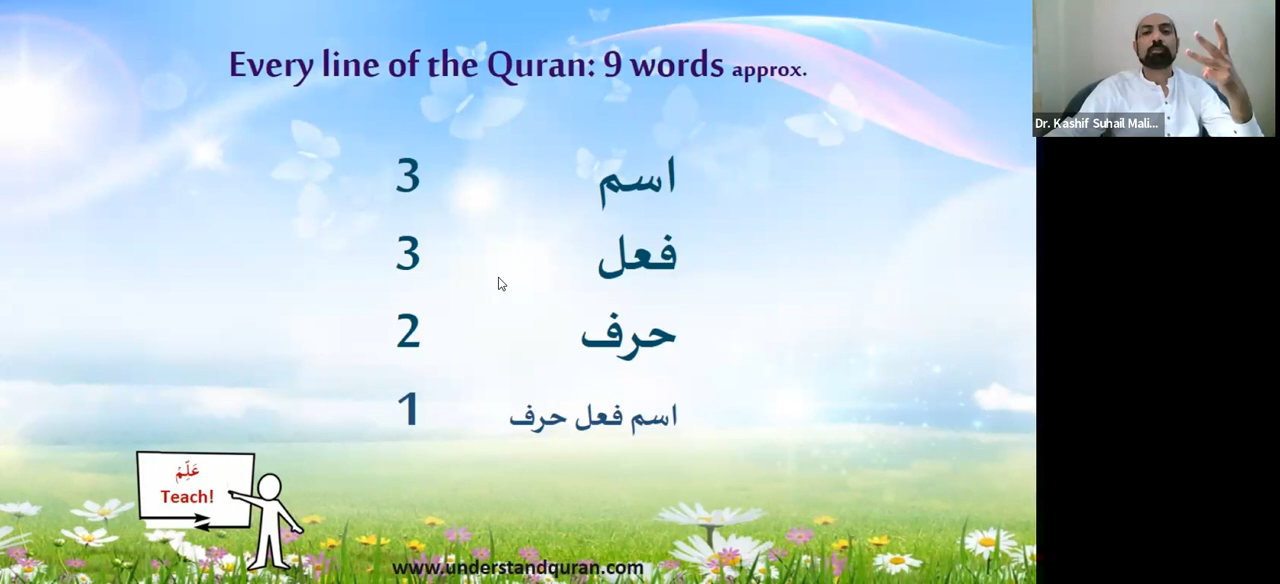 Every line of the Quran: 9 words approx.
Dr. Kashif Suhail Mali...
3 اسم
3 فعل
2 حرف
1 اسم فعل حرف
عَلِّمْ
Teach!
www.understandquran.com